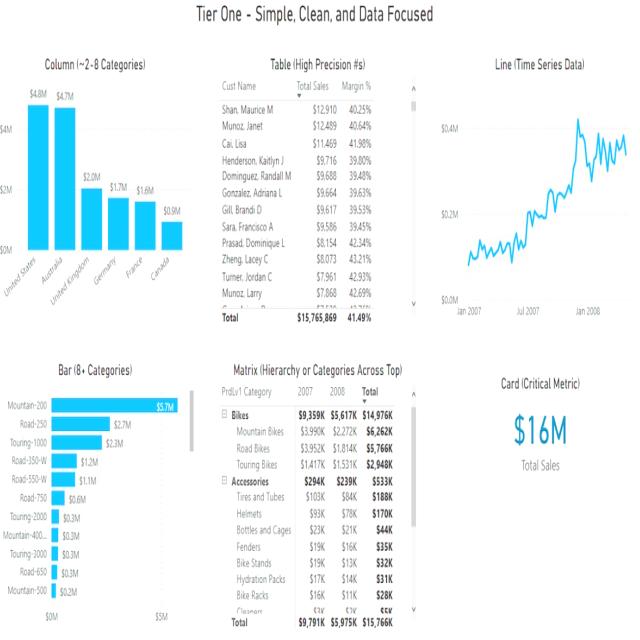 Tier One - Simple, Clean, and Data Focused
Column (~2-8 Categories)
$4.8M
$4.7M
$2.0M
$1.7M
$1.6M
$0.9M
$4M
$2M
$0M
United States
Australia
United Kingdom
Germany
France
Canada
Table (High Precision #s)
Cust Name Total Sales Margin %
Shan, Maurice M $12,910 40.25%
Munoz, Janet $12,489 40.64%
Cai, Lisa $11,469 41.98%
Henderson, Kaitlyn J $9,716 39.80%
Dominguez, Randall M $9,688 39.48%
Gonzalez, Adriana L $9,664 39.63%
Gill, Brandi D $9,617 39.53%
Sara, Francisco A $9,586 39.45%
Prasad, Dominique L $8,154 42.34%
Zheng, Lacey C $8,073 43.21%
Turner, Jordan C $7,961 42.93%
Munoz, Larry $7,868 42.69%
Total $15,765,869 41.49%
Line (Time Series Data)
$0.4M
$0.2M
$0.0M
Jan 2007 Jul 2007 Jan 2008
Bar (8+ Categories)
Mountain-200 $5.7M
Road-250 $2.7M
Touring-1000 $2.3M
Road-350-W $1.2M
Road-550-W $1.1M
Road-750 $0.6M
Touring-2000 $0.3M
Mountain-400... $0.3M
Touring-3000 $0.3M
Road-650 $0.3M
Mountain-500 $0.2M
$0M $5M
Matrix (Hierarchy or Categories Across Top)
PrdLv1 Category 2007 2008 Total
Bikes $9,359K $5,617K $14,976K
Mountain Bikes $3,990K $2,272K $6,262K
Road Bikes $3,952K $1,814K $5,766K
Touring Bikes $1,417K $1,531K $2,948K
Accessories $294K $239K $533K
Tires and Tubes $103K $84K $188K
Helmets $93K $78K $170K
Bottles and Cages $23K $21K $44K
Fenders $19K $16K $35K
Bike Stands $19K $13K $32K
Hydration Packs $17K $14K $31K
Bike Racks $16K $11K $28K
Cleaners $3K $2K $5K
Total $9,791K $5,975K $15,766K
Card (Critical Metric)
$16M
Total Sales